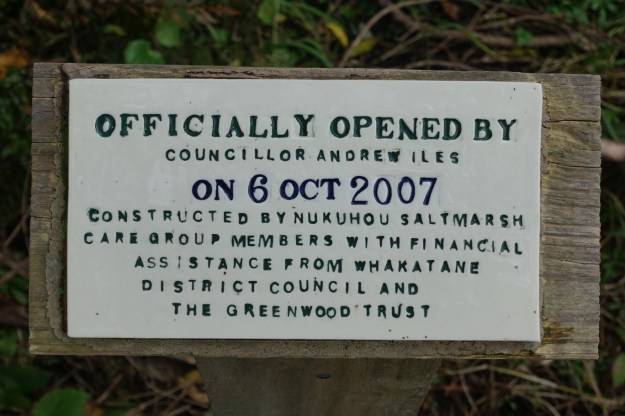 OFFICIALLY OPENED BY
COUNCILLOR ANDREW ILES
ON 6 OCT 2007
CONSTRUCTED BY NUKUHOU SALTMARSH
CARE GROUP MEMBERS WITH FINANCIAL
ASSISTANCE FROM WHAKATANE
DISTRICT COUNCIL AND
THE GREENWOOD TRUST